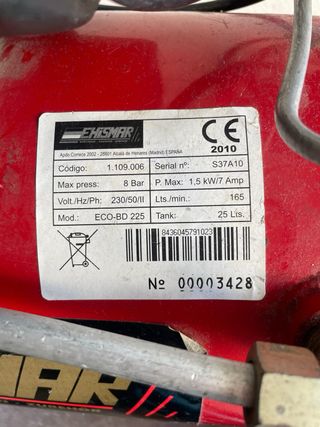 EHISMAR
Apdo Correos 2002 - 28801 Alcalá de Henares (Madrid) ESPAÑA
CE
2010
Código: 1.109.006 Serial nº: S37A10
Max press: 8 Bar P. Max: 1,5 kW/7 Amp
Volt./Hz/Ph: 230/50/II Lts./min.: 165
Mod.: ECO-BD 225 Tank: 25 Lts.
8436045791023
Nº 00003428
MAR